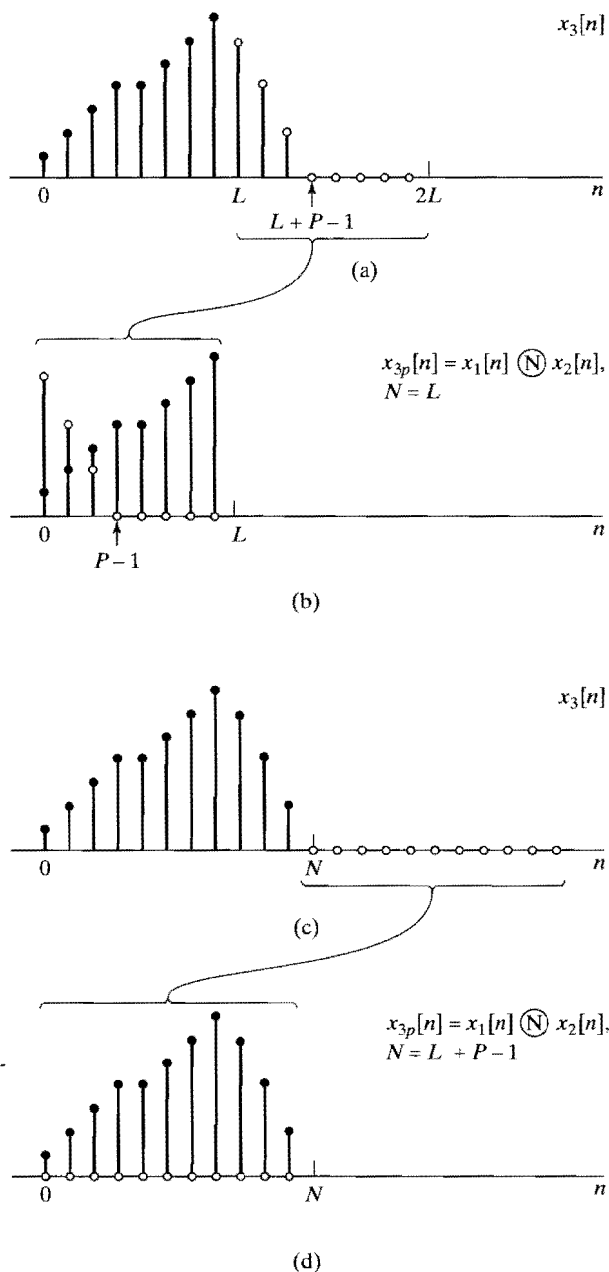 x₃[n]
0 L 2L n
L + P − 1
(a)
x₃ₚ[n] = x₁[n] Ⓝ x₂[n],
N = L
0 L n
P − 1
(b)
x₃[n]
0 N n
(c)
x₃ₚ[n] = x₁[n] Ⓝ x₂[n],
N = L + P − 1
0 N n
(d)